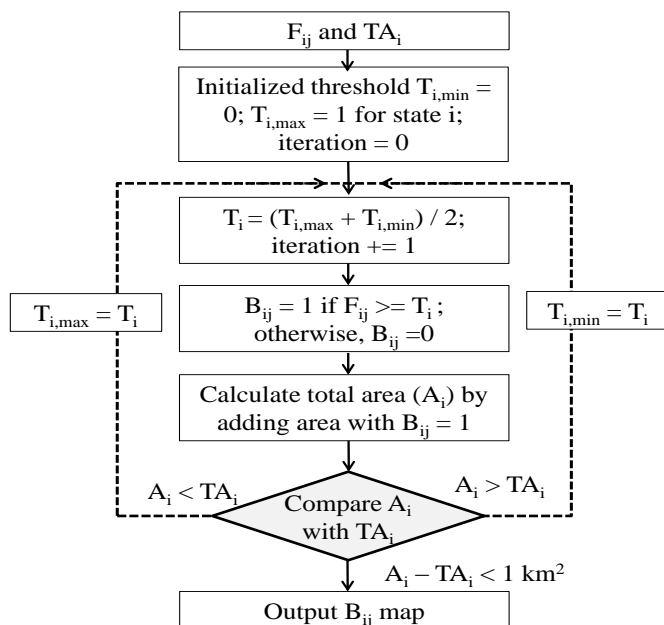 F_ij and TA_i
Initialized threshold T_i,min =
0; T_i,max = 1 for state i;
iteration = 0
T_i = (T_i,max + T_i,min) / 2;
iteration += 1
T_i,max = T_i
B_ij = 1 if F_ij >= T_i ;
otherwise, B_ij =0
T_i,min = T_i
Calculate total area (A_i) by
adding area with B_ij = 1
A_i < TA_i
Compare A_i
with TA_i
A_i > TA_i
A_i – TA_i < 1 km²
Output B_ij map